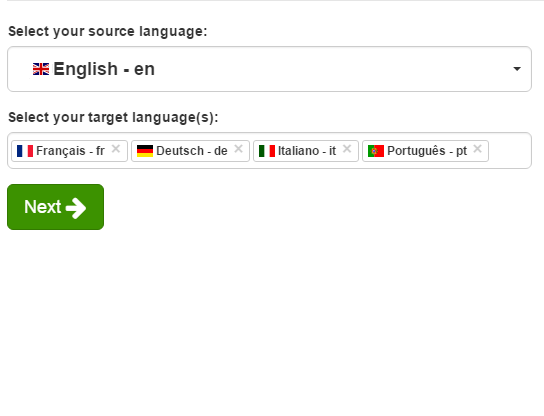 Select your source language:
English - en
Select your target language(s):
Français - fr × Deutsch - de × Italiano - it × Português - pt ×
Next